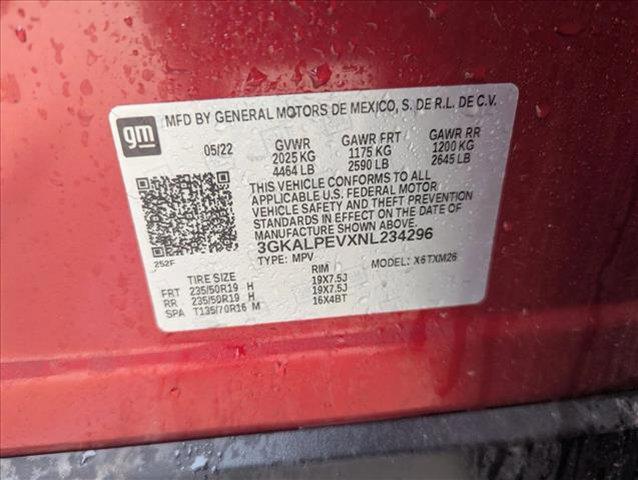 MFD BY GENERAL MOTORS DE MEXICO, S. DE R.L. DE C.V.
gm
05/22 GVWR GAWR FRT GAWR RR
2025 KG 1175 KG 1200 KG
4464 LB 2590 LB 2645 LB
THIS VEHICLE CONFORMS TO ALL
APPLICABLE U.S. FEDERAL MOTOR
VEHICLE SAFETY AND THEFT PREVENTION
STANDARDS IN EFFECT ON THE DATE OF
MANUFACTURE SHOWN ABOVE.
3GKALPEVXNL234296
252F
TYPE: MPV MODEL: X6TXM26
TIRE SIZE RIM
FRT 235/50R19 H 19X7.5J
RR 235/50R19 H 19X7.5J
SPA T135/70R16 M 16X4BT